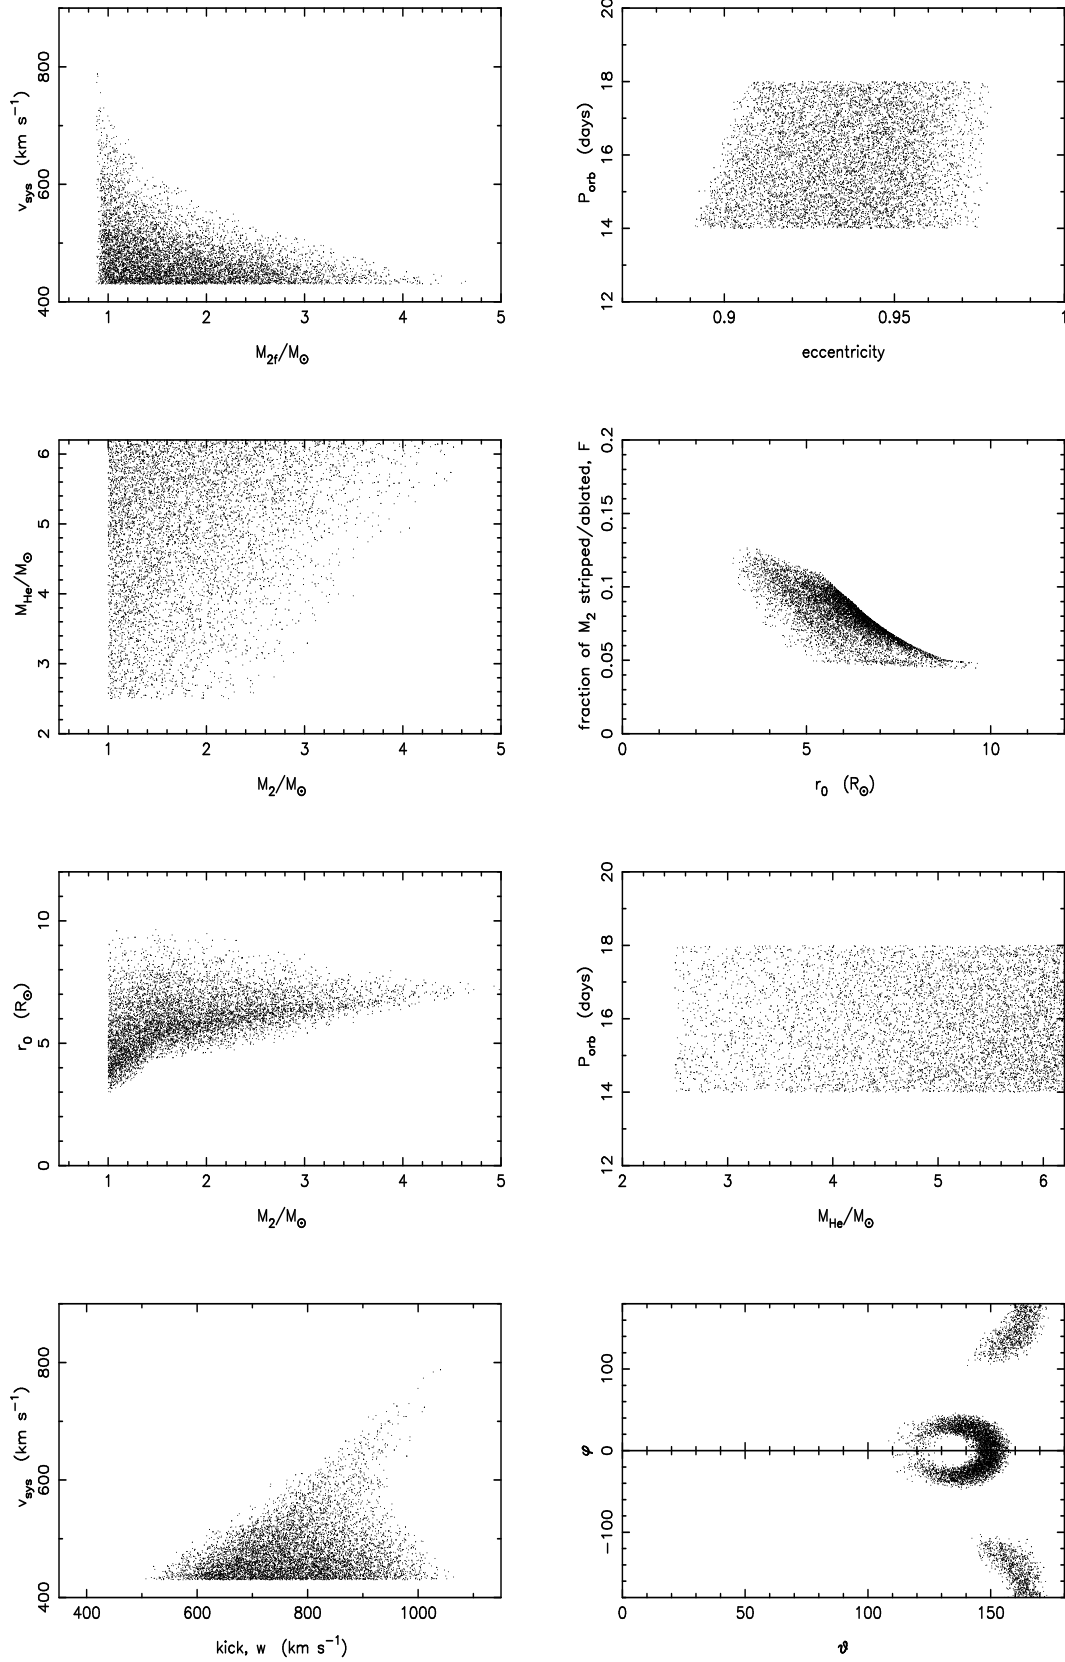 800
600
400
v_sys (km s⁻¹)
1 2 3 4 5
M_2f/M_⊙
20
18
16
14
12
P_orb (days)
0.9 0.95 1
eccentricity
6
5
4
3
2
M_He/M_⊙
1 2 3 4 5
M_2/M_⊙
0.2
0.15
0.1
0.05
0
fraction of M_2 stripped/ablated, F
0 5 10
r_0 (R_⊙)
10
5
0
r_0 (R_⊙)
1 2 3 4 5
M_2/M_⊙
20
18
16
14
12
P_orb (days)
2 3 4 5 6
M_He/M_⊙
800
600
400
v_sys (km s⁻¹)
400 600 800 1000
kick, w (km s⁻¹)
100
0
−100
φ
0 50 100 150
ϑ